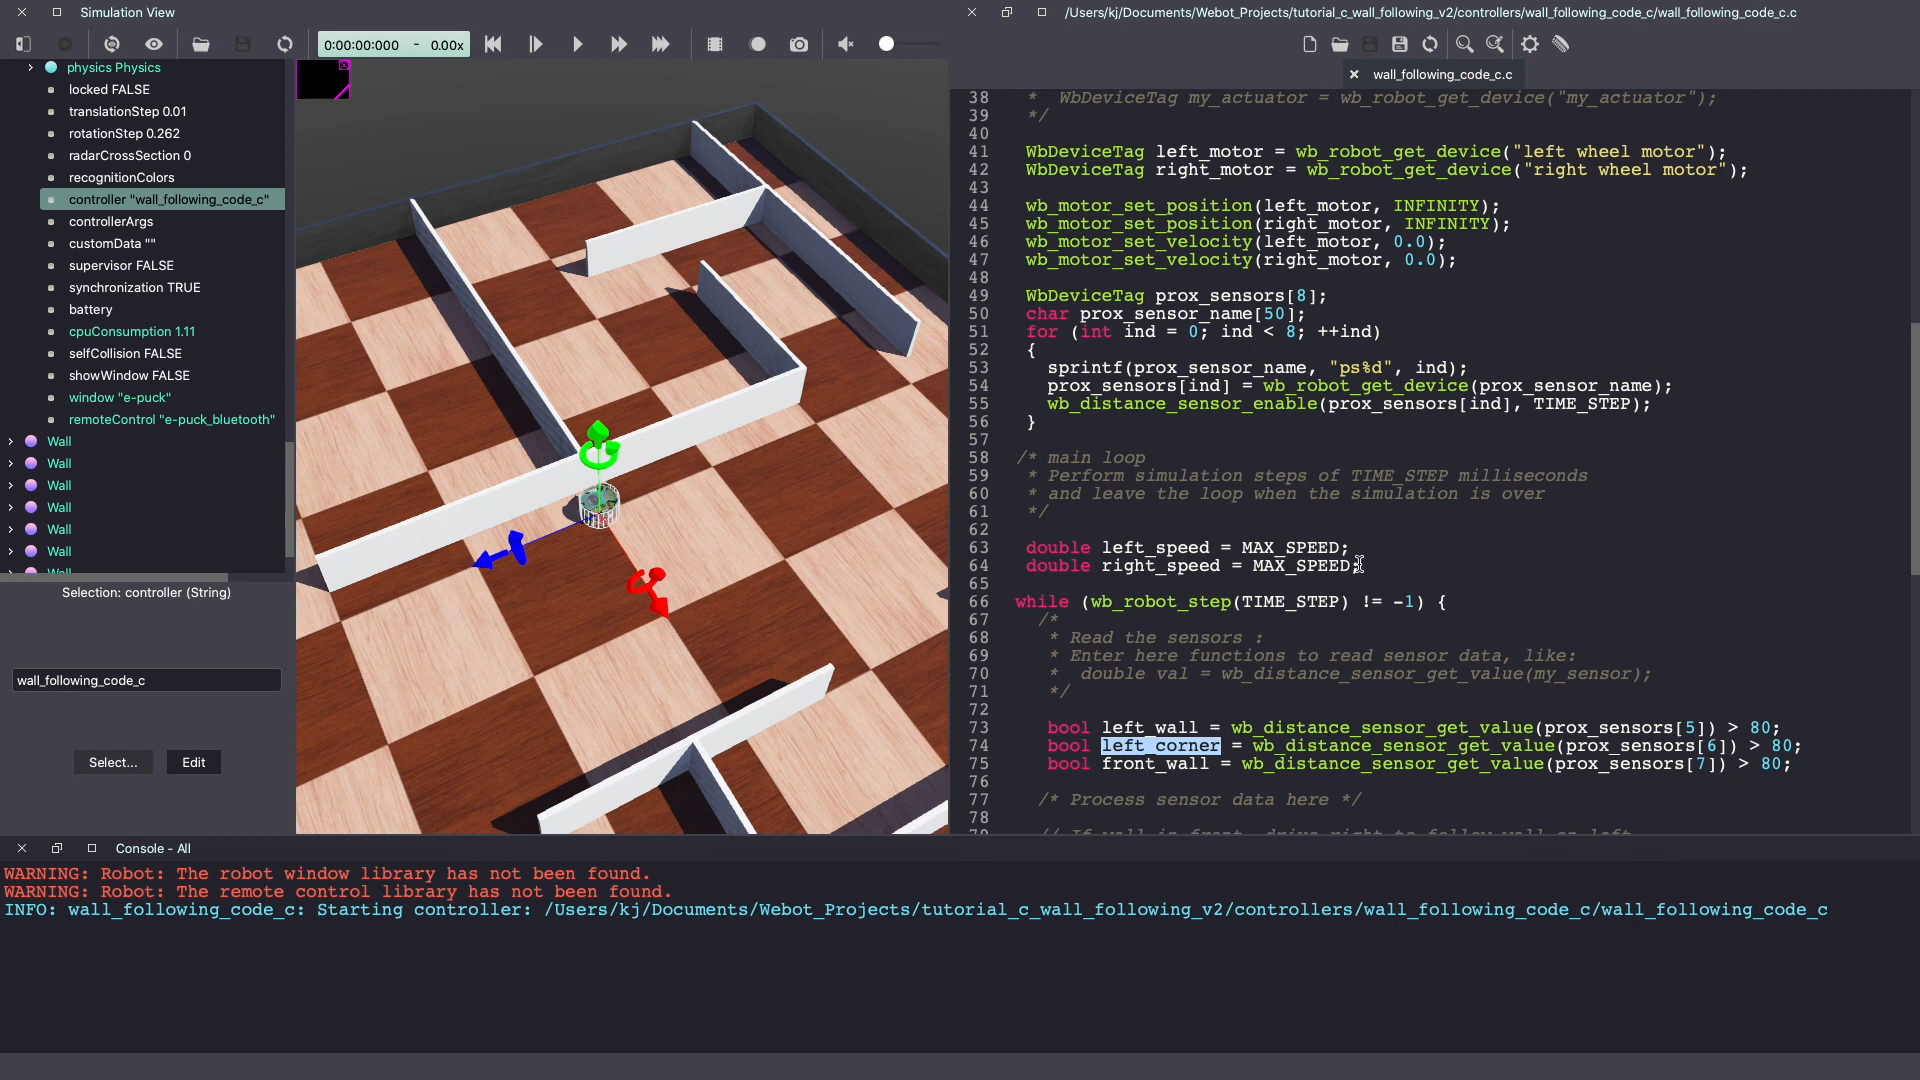 Simulation View
0:00:00:000 - 0.00x
physics Physics
locked FALSE
translationStep 0.01
rotationStep 0.262
radarCrossSection 0
recognitionColors
controller "wall_following_code_c"
controllerArgs
customData ""
supervisor FALSE
synchronization TRUE
battery
cpuConsumption 1.11
selfCollision FALSE
showWindow FALSE
window "e-puck"
remoteControl "e-puck_bluetooth"
Wall
Wall
Wall
Wall
Wall
Wall
Wall
Selection: controller (String)
wall_following_code_c
Select...
Edit
/Users/kj/Documents/Webot_Projects/tutorial_c_wall_following_v2/controllers/wall_following_code_c/wall_following_code_c.c
wall_following_code_c.c
38 * WbDeviceTag my_actuator = wb_robot_get_device("my_actuator");
39 */
40
41 WbDeviceTag left_motor = wb_robot_get_device("left wheel motor");
42 WbDeviceTag right_motor = wb_robot_get_device("right wheel motor");
43
44 wb_motor_set_position(left_motor, INFINITY);
45 wb_motor_set_position(right_motor, INFINITY);
46 wb_motor_set_velocity(left_motor, 0.0);
47 wb_motor_set_velocity(right_motor, 0.0);
48
49 WbDeviceTag prox_sensors[8];
50 char prox_sensor_name[50];
51 for (int ind = 0; ind < 8; ++ind)
52 {
53 sprintf(prox_sensor_name, "ps%d", ind);
54 prox_sensors[ind] = wb_robot_get_device(prox_sensor_name);
55 wb_distance_sensor_enable(prox_sensors[ind], TIME_STEP);
56 }
57
58 /* main loop
59 * Perform simulation steps of TIME_STEP milliseconds
60 * and leave the loop when the simulation is over
61 */
62
63 double left_speed = MAX_SPEED;
64 double right_speed = MAX_SPEED;
65
66 while (wb_robot_step(TIME_STEP) != -1) {
67 /*
68 * Read the sensors :
69 * Enter here functions to read sensor data, like:
70 * double val = wb_distance_sensor_get_value(my_sensor);
71 */
72
73 bool left_wall = wb_distance_sensor_get_value(prox_sensors[5]) > 80;
74 bool left_corner = wb_distance_sensor_get_value(prox_sensors[6]) > 80;
75 bool front_wall = wb_distance_sensor_get_value(prox_sensors[7]) > 80;
76
77 /* Process sensor data here */
78
79 // If wall in front, drive right to follow wall on left
Console - All
WARNING: Robot: The robot window library has not been found.
WARNING: Robot: The remote control library has not been found.
INFO: wall_following_code_c: Starting controller: /Users/kj/Documents/Webot_Projects/tutorial_c_wall_following_v2/controllers/wall_following_code_c/wall_following_code_c